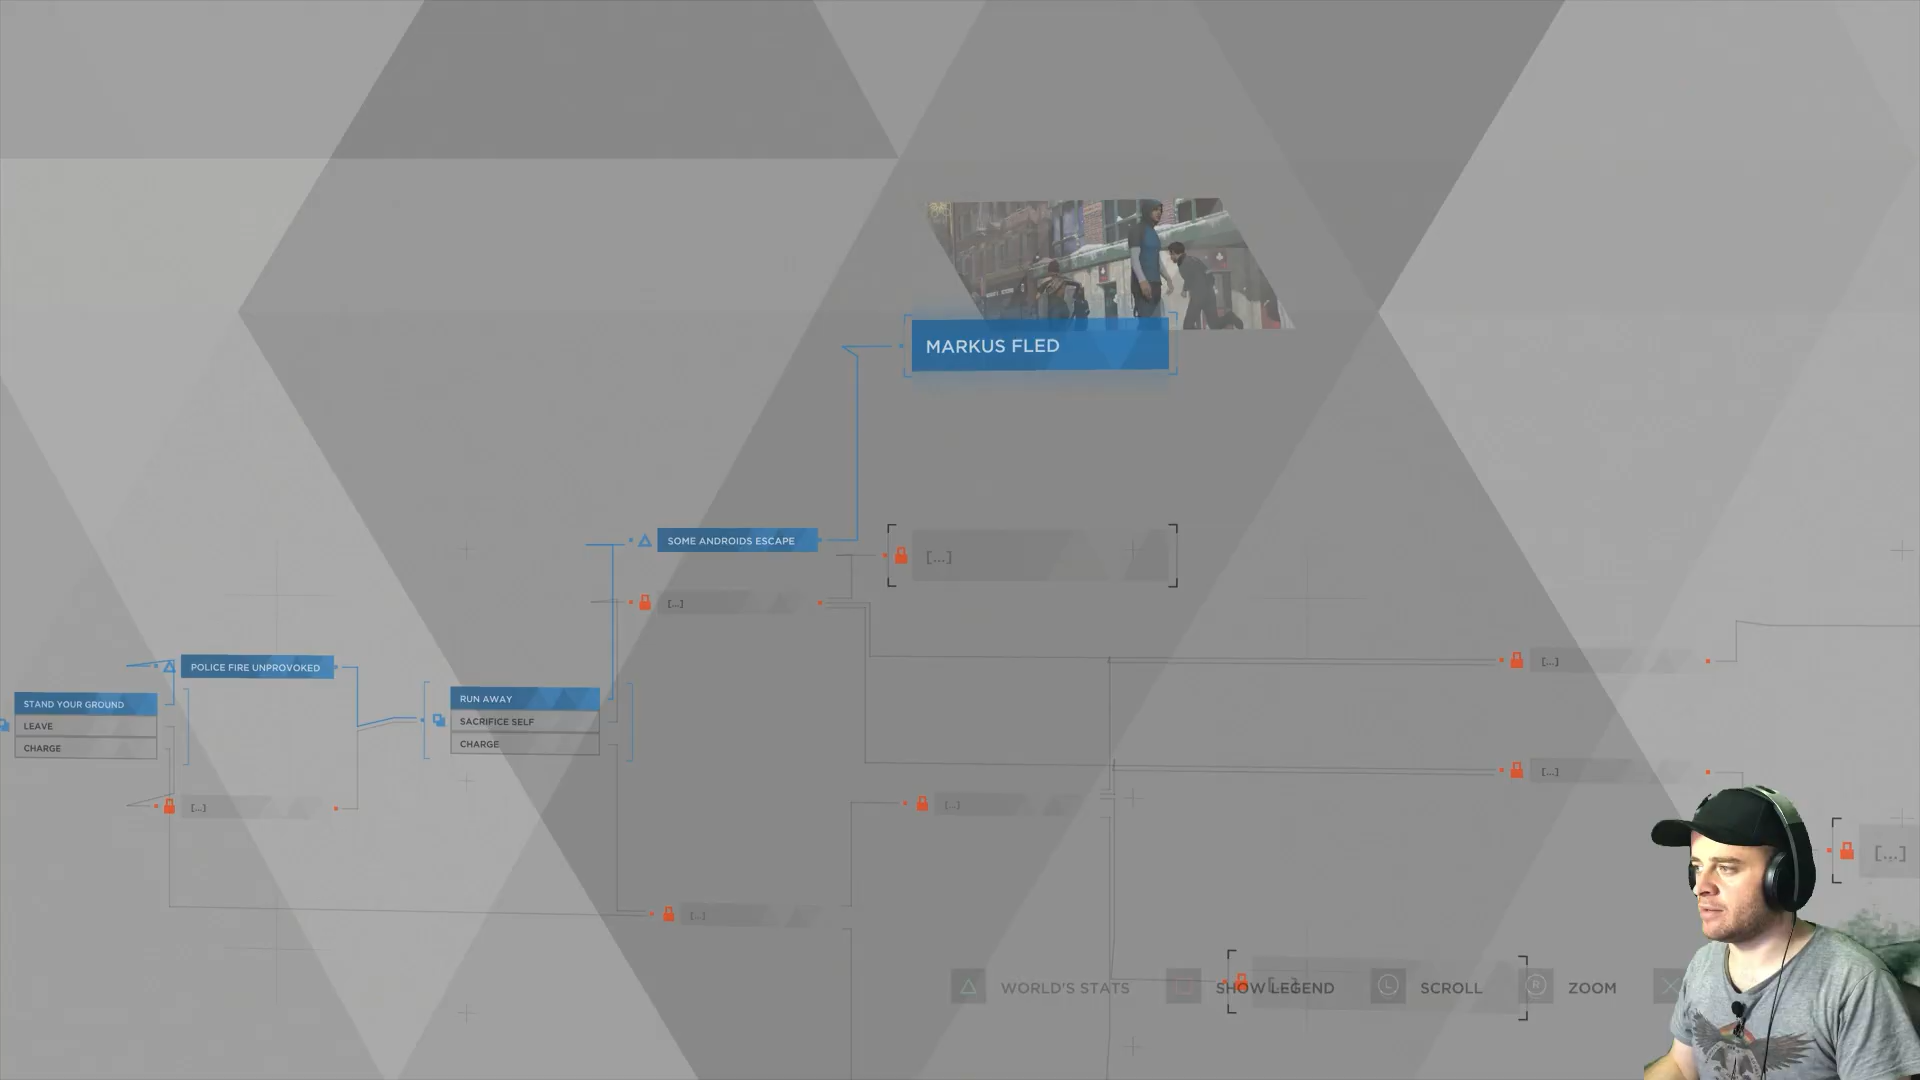 MARKUS FLED
SOME ANDROIDS ESCAPE
[...]
[...]
[...]
POLICE FIRE UNPROVOKED
STAND YOUR GROUND
LEAVE
CHARGE
RUN AWAY
SACRIFICE SELF
CHARGE
[...]
[...]
[...]
[...]
[...]
[...]
WORLD'S STATS
SHOW LEGEND
SCROLL
ZOOM